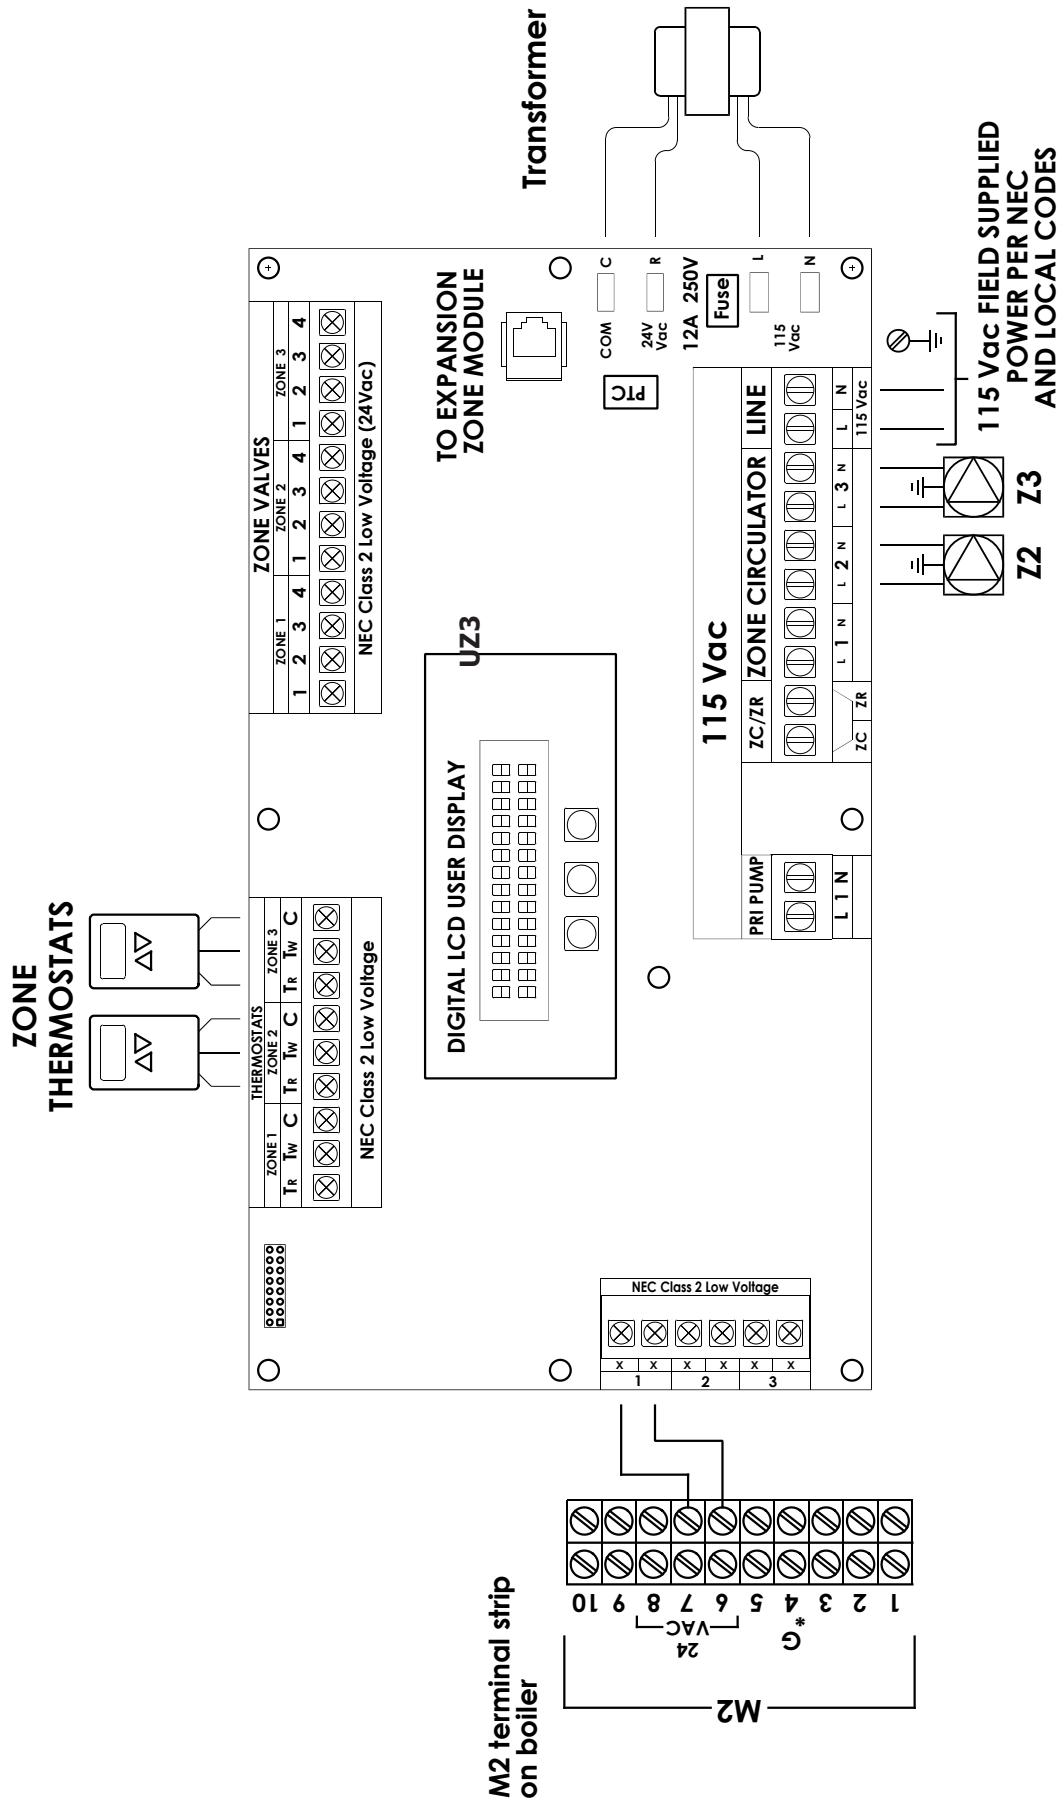 Transformer
ZONE VALVES
ZONE 1 ZONE 2 ZONE 3
1 2 3 4 1 2 3 4 1 2 3 4
NEC Class 2 Low Voltage (24Vac)
TO EXPANSION
ZONE MODULE
COM C
24V
Vac R
12A 250V
Fuse
115
Vac
L
N
PTC
115 Vac
PRI PUMP ZC/ZR ZONE CIRCULATOR LINE
L 1 N
ZC ZR
L 1 N L 2 N L 3 N L N
115 Vac
115 Vac FIELD SUPPLIED
POWER PER NEC
AND LOCAL CODES
Z2 Z3
UZ3
DIGITAL LCD USER DISPLAY
ZONE
THERMOSTATS
THERMOSTATS
ZONE 1 ZONE 2 ZONE 3
TR TW C TR TW C TR TW C
NEC Class 2 Low Voltage
NEC Class 2 Low Voltage
X X X X X X
1 2 3
M2 terminal strip
on boiler
10 9 8 7 6 5 4 3 2 1
24
VAC
*G
M2